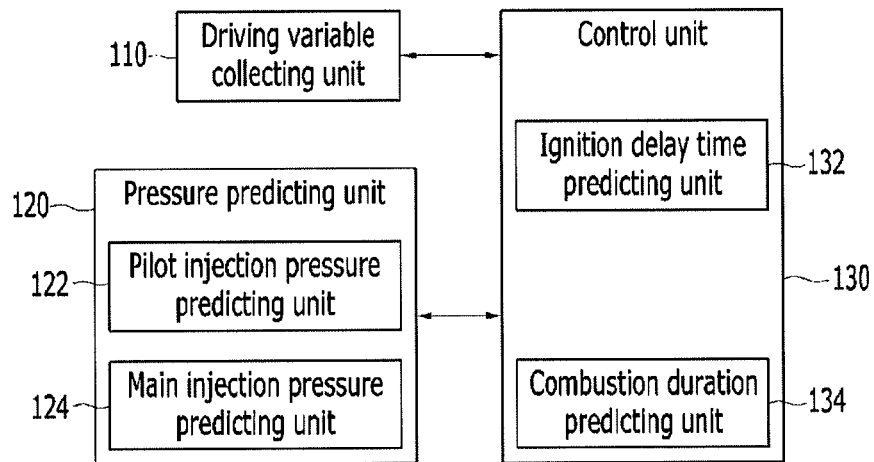 110
Driving variable
collecting unit
Control unit
Ignition delay time
predicting unit
132
120
Pressure predicting unit
122
Pilot injection pressure
predicting unit
130
124
Main injection pressure
predicting unit
Combustion duration
predicting unit
134